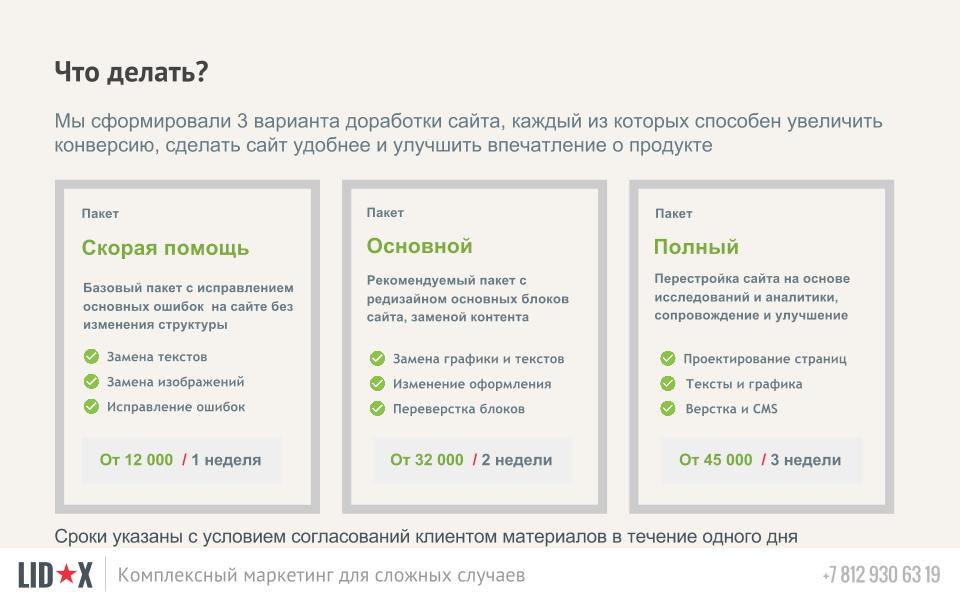 Что делать?
Мы сформировали 3 варианта доработки сайта, каждый из которых способен увеличить
конверсию, сделать сайт удобнее и улучшить впечатление о продукте
Пакет
Скорая помощь
Базовый пакет с исправлением
основных ошибок на сайте без
изменения структуры
Замена текстов
Замена изображений
Исправление ошибок
От 12 000 / 1 неделя
Пакет
Основной
Рекомендуемый пакет с
редизайном основных блоков
сайта, заменой контента
Замена графики и текстов
Изменение оформления
Переверстка блоков
От 32 000 / 2 недели
Пакет
Полный
Перестройка сайта на основе
исследований и аналитики,
сопровождение и улучшение
Проектирование страниц
Тексты и графика
Верстка и CMS
От 45 000 / 3 недели
Сроки указаны с условием согласований клиентом материалов в течение одного дня
LID★X
Комплексный маркетинг для сложных случаев
+7 812 930 63 19